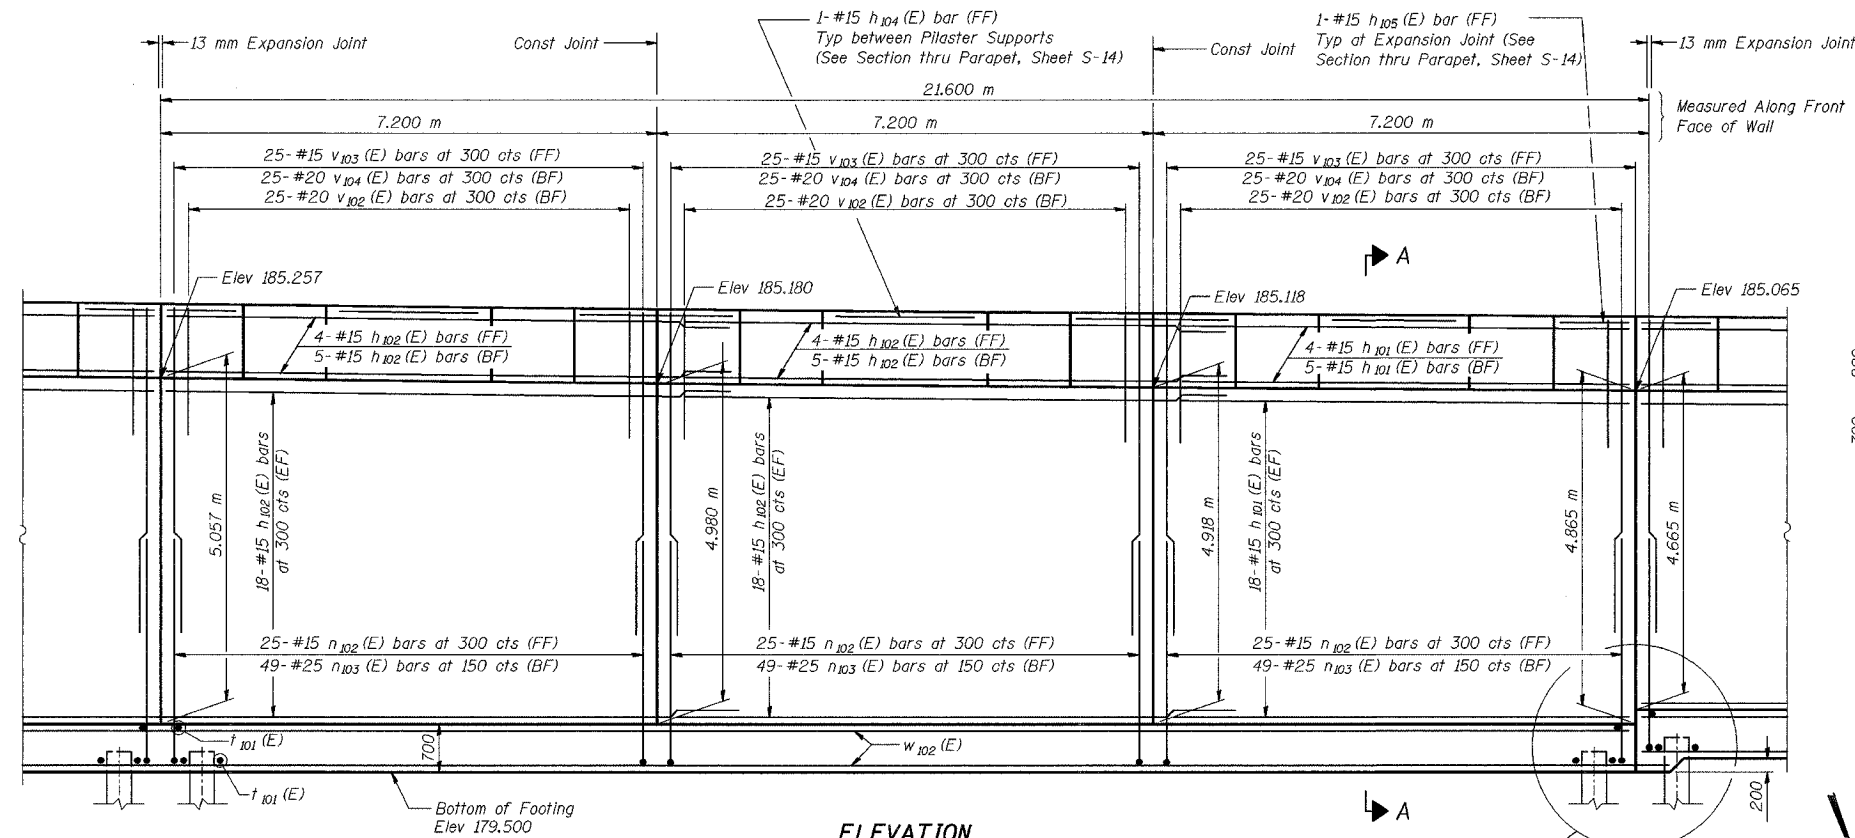 13 mm Expansion Joint
Const Joint
1- #15 h104 (E) bar (FF)
Typ between Pilaster Supports
(See Section thru Parapet, Sheet S-14)
Const Joint
1- #15 h105 (E) bar (FF)
Typ at Expansion Joint (See
Section thru Parapet, Sheet S-14)
13 mm Expansion Joint
21.600 m
Measured Along Front
Face of Wall
7.200 m
7.200 m
7.200 m
25- #15 v103 (E) bars at 300 cts (FF)
25- #20 v104 (E) bars at 300 cts (BF)
25- #20 v102 (E) bars at 300 cts (BF)
25- #15 v103 (E) bars at 300 cts (FF)
25- #20 v104 (E) bars at 300 cts (BF)
25- #20 v102 (E) bars at 300 cts (BF)
25- #15 v103 (E) bars at 300 cts (FF)
25- #20 v104 (E) bars at 300 cts (BF)
25- #20 v102 (E) bars at 300 cts (BF)
A
Elev 185.257
Elev 185.180
Elev 185.118
Elev 185.065
4- #15 h102 (E) bars (FF)
5- #15 h102 (E) bars (BF)
4- #15 h102 (E) bars (FF)
5- #15 h102 (E) bars (BF)
4- #15 h101 (E) bars (FF)
5- #15 h101 (E) bars (BF)
5.057 m
18- #15 h102 (E) bars
at 300 cts (EF)
4.980 m
18- #15 h102 (E) bars
at 300 cts (EF)
4.918 m
18- #15 h101 (E) bars
at 300 cts (EF)
4.865 m
4.665 m
25- #15 n102 (E) bars at 300 cts (FF)
49- #25 n103 (E) bars at 150 cts (BF)
25- #15 n102 (E) bars at 300 cts (FF)
49- #25 n103 (E) bars at 150 cts (BF)
25- #15 n102 (E) bars at 300 cts (FF)
49- #25 n103 (E) bars at 150 cts (BF)
t101 (E)
700
w102 (E)
t101 (E)
200
Bottom of Footing
Elev 179.500
A
ELEVATION